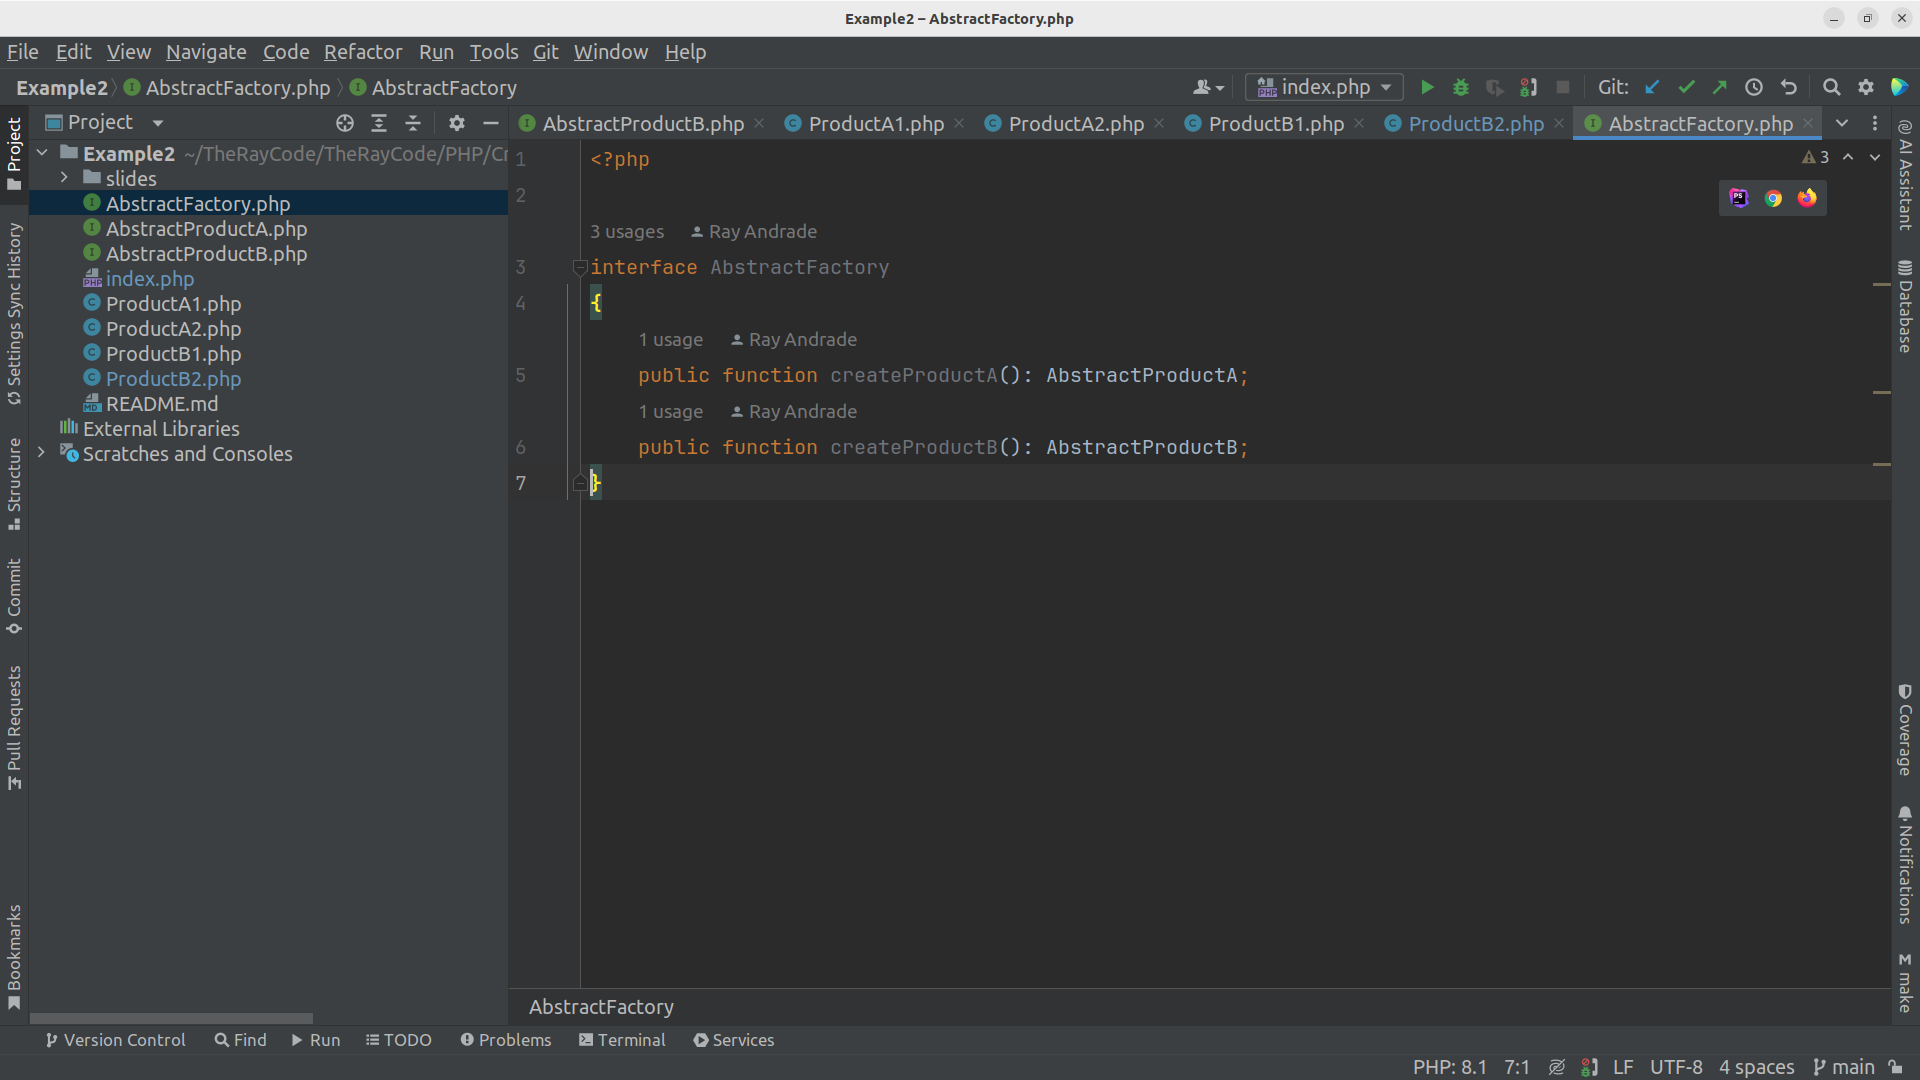 Example2 – AbstractFactory.php
File Edit View Navigate Code Refactor Run Tools Git Window Help
Example2 AbstractFactory.php AbstractFactory
index.php
Git:
Project
AbstractProductB.php
ProductA1.php
ProductA2.php
ProductB1.php
ProductB2.php
AbstractFactory.php
Example2 ~/TheRayCode/TheRayCode/PHP/Cr
slides
AbstractFactory.php
AbstractProductA.php
AbstractProductB.php
index.php
ProductA1.php
ProductA2.php
ProductB1.php
ProductB2.php
README.md
External Libraries
Scratches and Consoles
Project
Settings Sync History
Structure
Commit
Pull Requests
Bookmarks
1 <?php
3
2
3 usages Ray Andrade
3 interface AbstractFactory
4 {
1 usage Ray Andrade
5 public function createProductA(): AbstractProductA;
1 usage Ray Andrade
6 public function createProductB(): AbstractProductB;
7 }
AbstractFactory
AI Assistant
Database
Coverage
Notifications
M make
Version Control Find Run TODO Problems Terminal Services
PHP: 8.1 7:1 LF UTF-8 4 spaces main